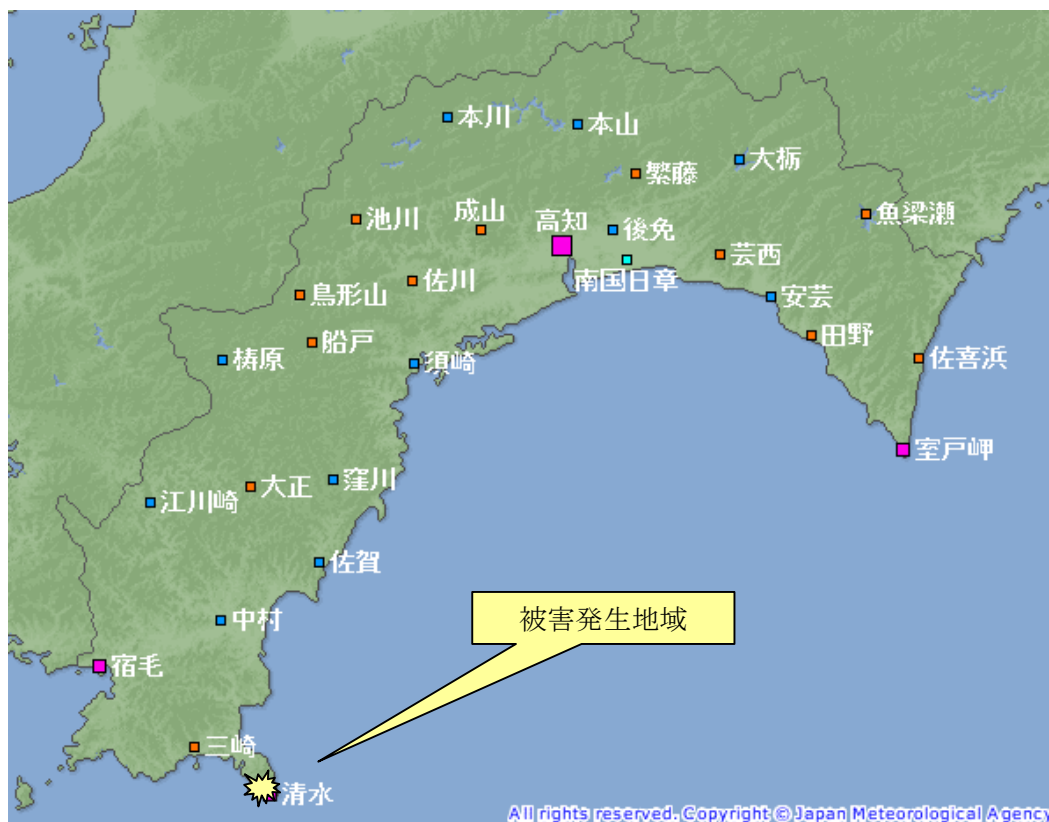 本川
本山
大栃
繁藤
魚梁瀬
池川
成山
高知
後免
芸西
南国日章
佐川
鳥形山
安芸
船戸
田野
梼原
須崎
佐喜浜
室戸岬
窪川
大正
江川崎
佐賀
中村
被害発生地域
宿毛
三崎
清水
All rights reserved. Copyright © Japan Meteorological Agency